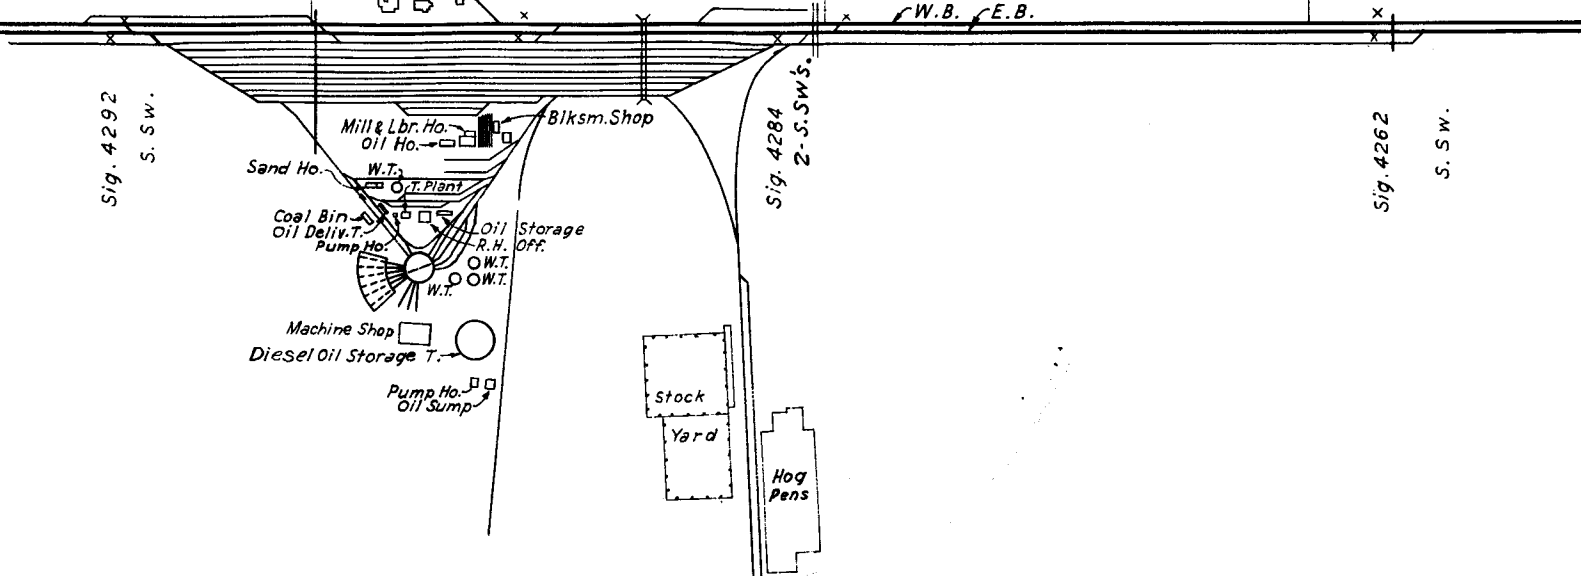 W.B.
E.B.
Sig. 4292
S. Sw.
Mill & Lbr. Ho.
Oil Ho.
Blksm. Shop
Sig. 4284
2-S. Sw's.
Sig. 4262
S. Sw.
Sand Ho.
W.T.
T. Plant
Coal Bin
Oil Deliv. T.
Pump Ho.
Oil Storage
R.H. Off.
W.T.
W.T.
W.T.
Machine Shop
Diesel Oil Storage T.
Pump Ho.
Oil Sump
Stock
Yard
Hog
Pens